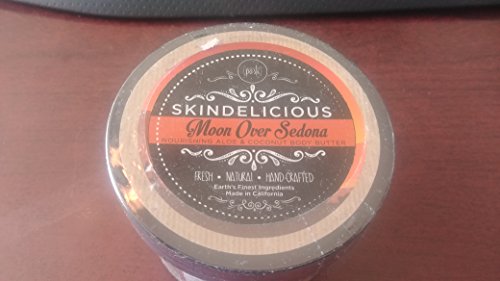 SKINDELICIOUS
Moon Over Sedona
NOURISHING ALOE & COCONUT BODY BUTTER
FRESH • NATURAL • HAND-CRAFTED
Earth's Finest Ingredients
Made in California